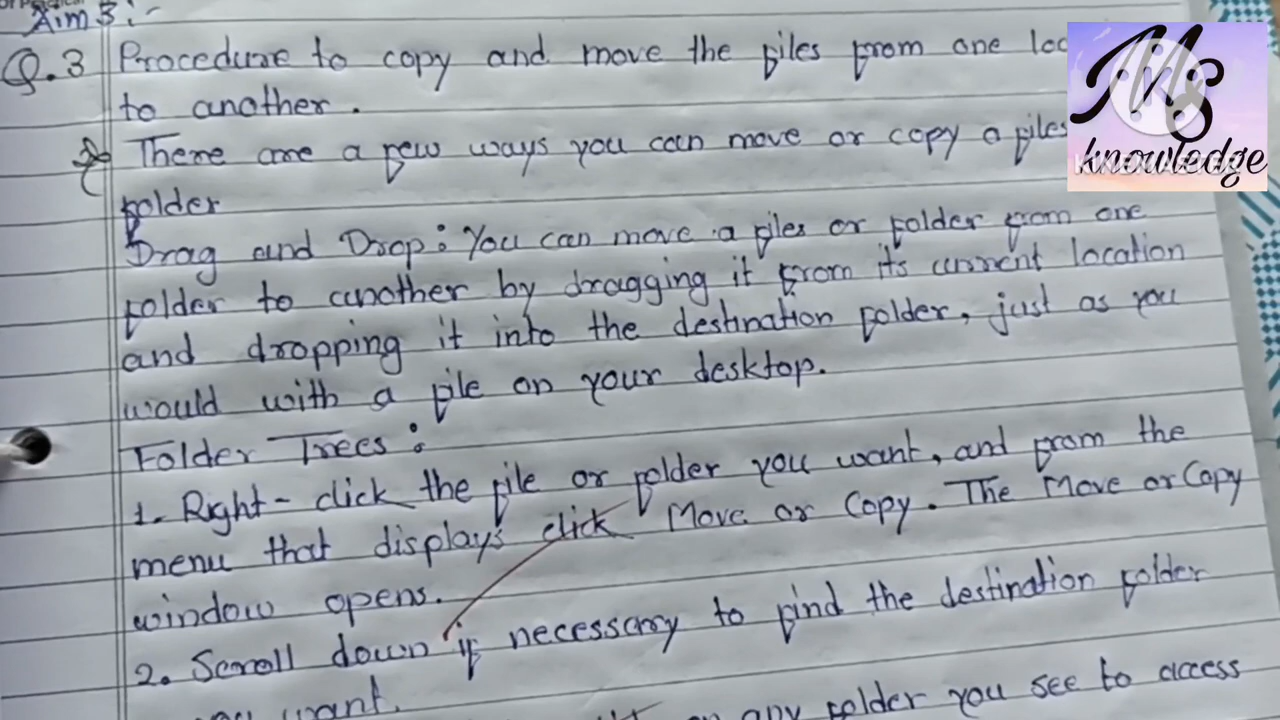 Aim 3:-
Q.3 Procedure to copy and move the files from one loc
to another.
There are a few ways you can move or copy a files
folder
Drag and Drop: You can move a files or folder from one
folder to another by dragging it from its current location
and dropping it into the destination folder, just as you
would with a file on your desktop.
Folder Trees:
1. Right-click the file or folder you want, and from the
menu that displays click Move or Copy. The Move or Copy
window opens.
2. Scroll down if necessary to find the destination folder
you want.
on any folder you see to access
MS
knowledge